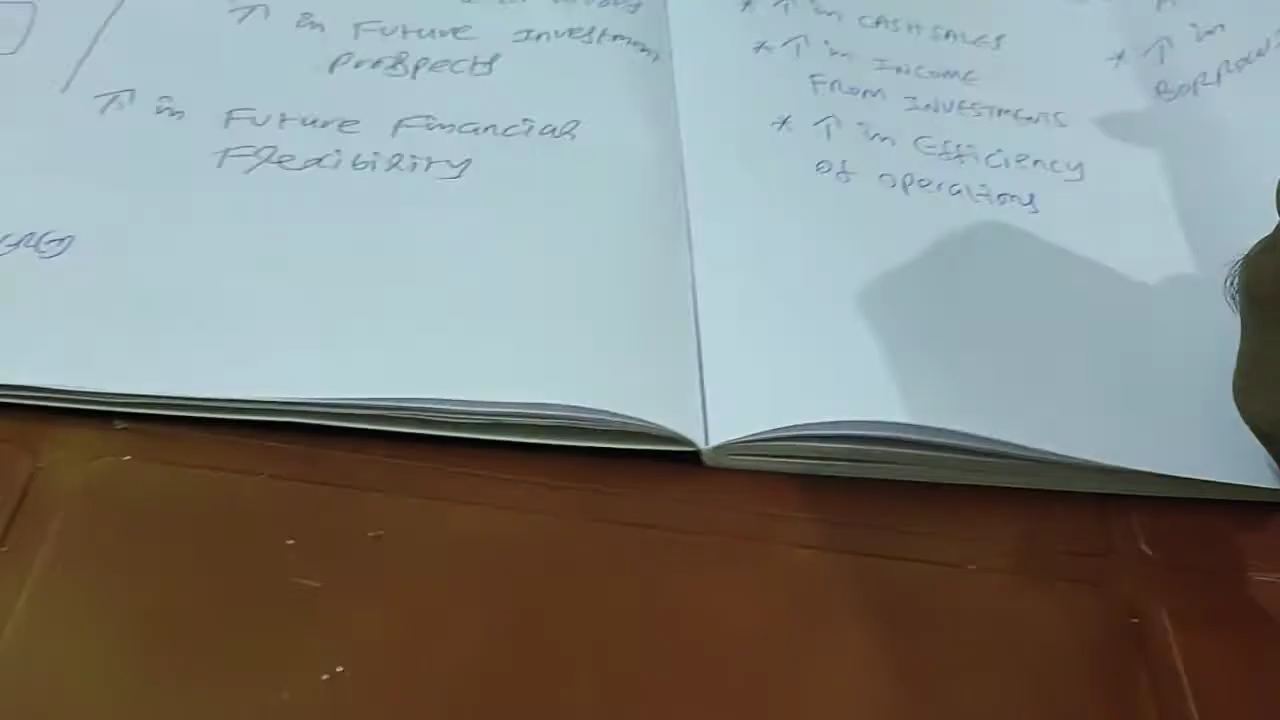 ↑ in Future Investment
Prospects
↑ in Future Financial
Flexibility
* ↑ in CASH SALES
* ↑ in INCOME
FROM INVESTMENTS
* ↑ in Efficiency
of operations
* ↑ in